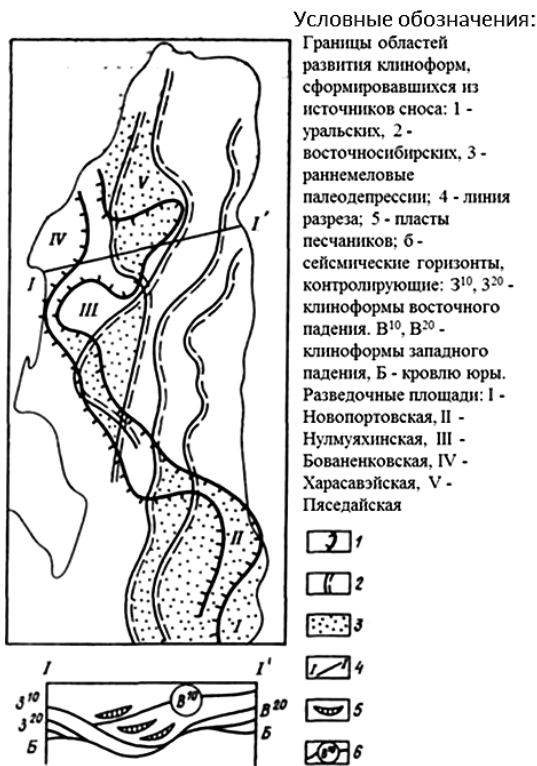 Условные обозначения:
Границы областей
развития клиноформ,
сформировавшихся из
источников сноса: 1 -
уральских, 2 -
восточносибирских, 3 -
раннемеловые
палеодепрессии; 4 - линия
разреза; 5 - пласты
песчаников; 6 -
сейсмические горизонты,
контролирующие: З10, З20 -
клиноформы восточного
падения. В10, В20 -
клиноформы западного
падения, Б - кровлю юры.
Разведочные площади: I -
Новопортовская, II -
Нулмуяхинская, III -
Бованенковская, IV -
Харасавэйская, V -
Пяседайская
V
IV
I'
I
III
II
I
1
2
3
I I'
4
5
В10 6
I I'
З10 В10
З20 В20
Б Б